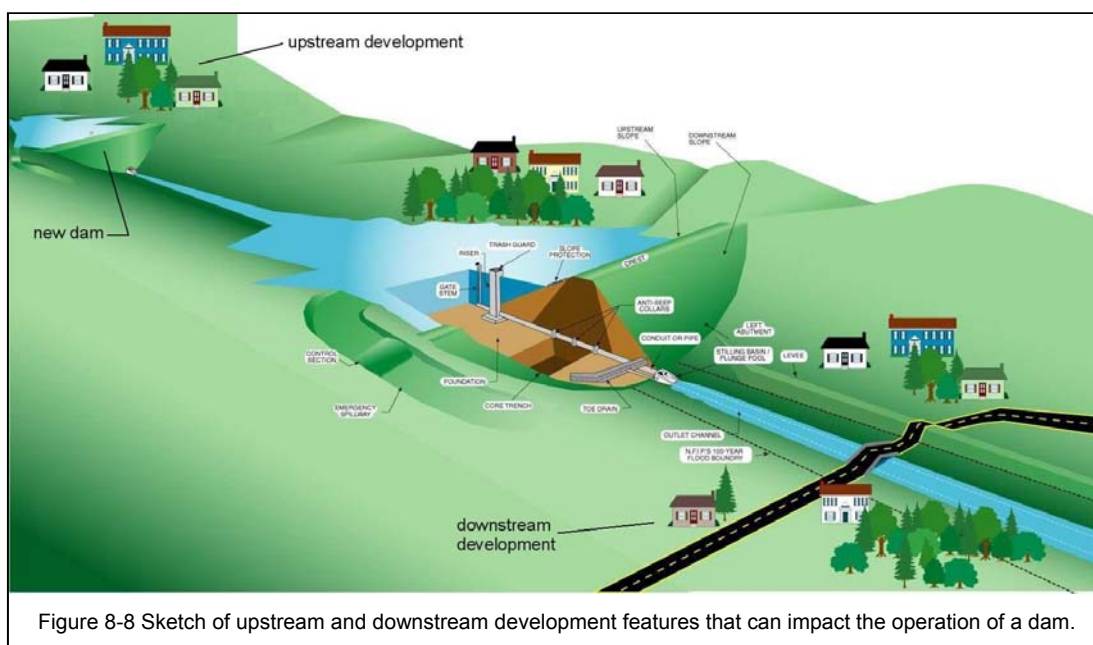 upstream development
new dam
UPSTREAM
SLOPE
DOWNSTREAM
SLOPE
TRASH GUARD
RISER
SLOPE
PROTECTION
GATE
STEM
CREST
ANTI-SEEP
COLLARS
LEFT
ABUTMENT
CONDUIT OR PIPE
STILLING BASIN /
PLUNGE POOL
LEVEE
CONTROL
SECTION
FOUNDATION
EMERGENCY
SPILLWAY
CORE TRENCH
TOE DRAIN
OUTLET CHANNEL
N.F.I.P.'S 100-YEAR
FLOOD BOUNDRY
downstream
development
Figure 8-8 Sketch of upstream and downstream development features that can impact the operation of a dam.